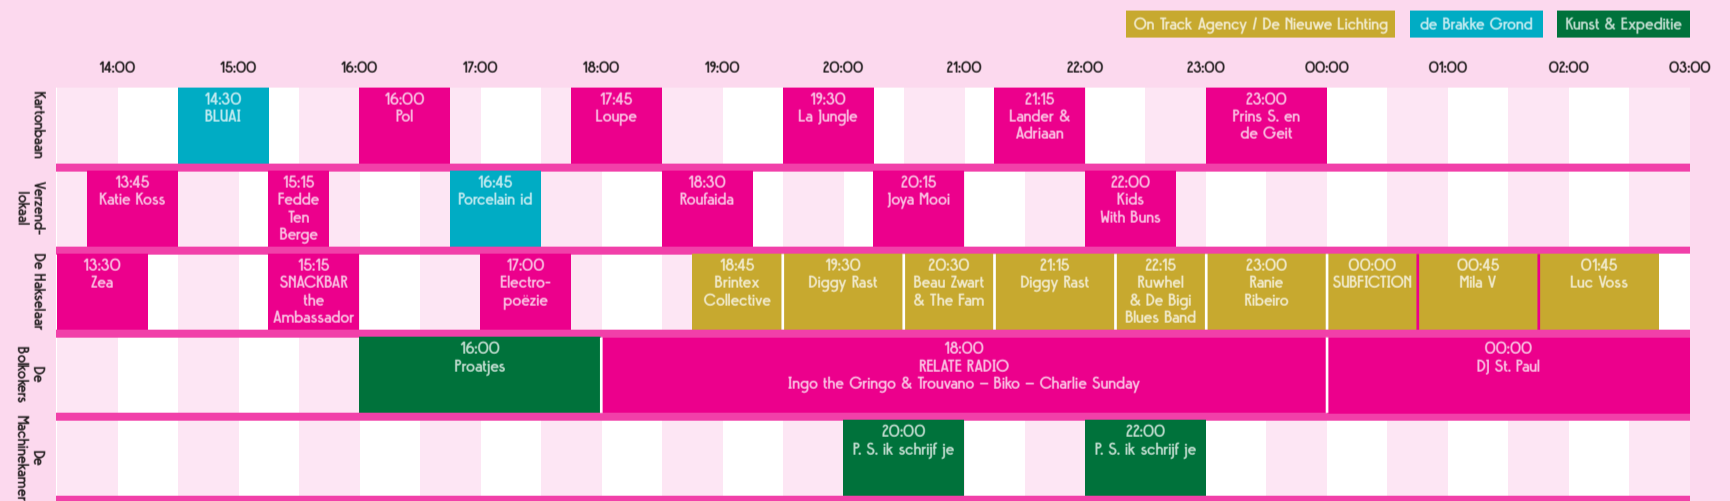 On Track Agency / De Nieuwe Lichting
de Brakke Grond
Kunst & Expeditie
14:00 15:00 16:00 17:00 18:00 19:00 20:00 21:00 22:00 23:00 00:00 01:00 02:00 03:00
Kartonbaan
14:30
BLUAI
16:00
Pol
17:45
Loupe
19:30
La Jungle
21:15
Lander &
Adriaan
23:00
Prins S. en
de Geit
Verzend-
lokaal
13:45
Katie Koss
15:15
Fedde
Ten
Berge
16:45
Porcelain id
18:30
Roufaida
20:15
Joya Mooi
22:00
Kids
With Buns
De Hakselaar
13:30
Zea
15:15
SNACKBAR
the
Ambassador
17:00
Electro-
poëzie
18:45
Brintex
Collective
19:30
Diggy Rast
20:30
Beau Zwart
& The Fam
21:15
Diggy Rast
22:15
Ruwhel
& De Bigi
Blues Band
23:00
Ranie
Ribeiro
00:00
SUBFICTION
00:45
Mila V
01:45
Luc Voss
De
Bolkokers
16:00
Proatjes
18:00
RELATE RADIO
Ingo the Gringo & Trouvano – Biko – Charlie Sunday
00:00
DJ St. Paul
De
Machinekamer
20:00
P. S. ik schrijf je
22:00
P. S. ik schrijf je